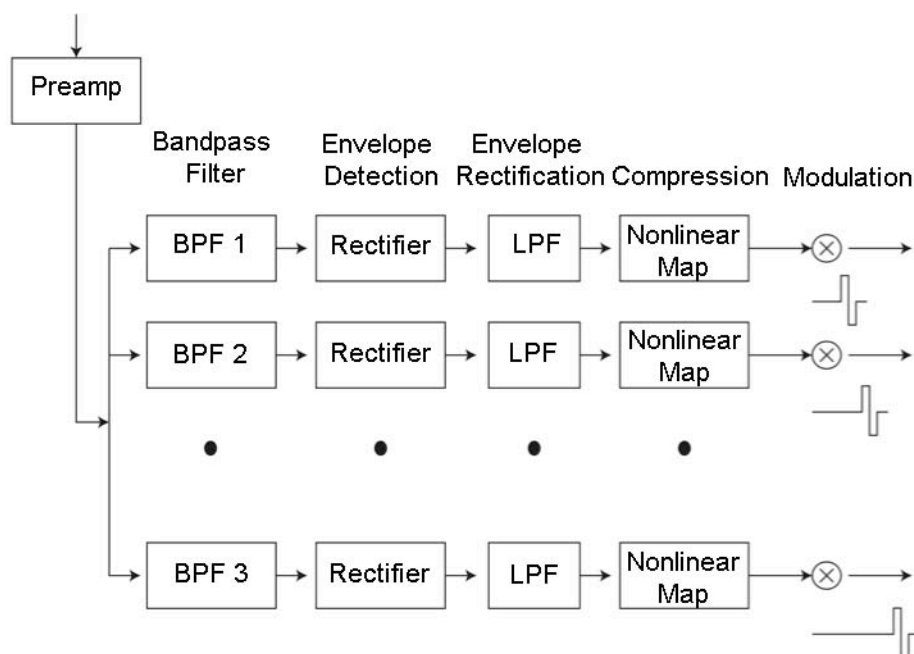 Preamp
Bandpass Filter
Envelope Detection
Envelope Rectification
Compression
Modulation
BPF 1
Rectifier
LPF
Nonlinear Map
BPF 2
Rectifier
LPF
Nonlinear Map
BPF 3
Rectifier
LPF
Nonlinear Map